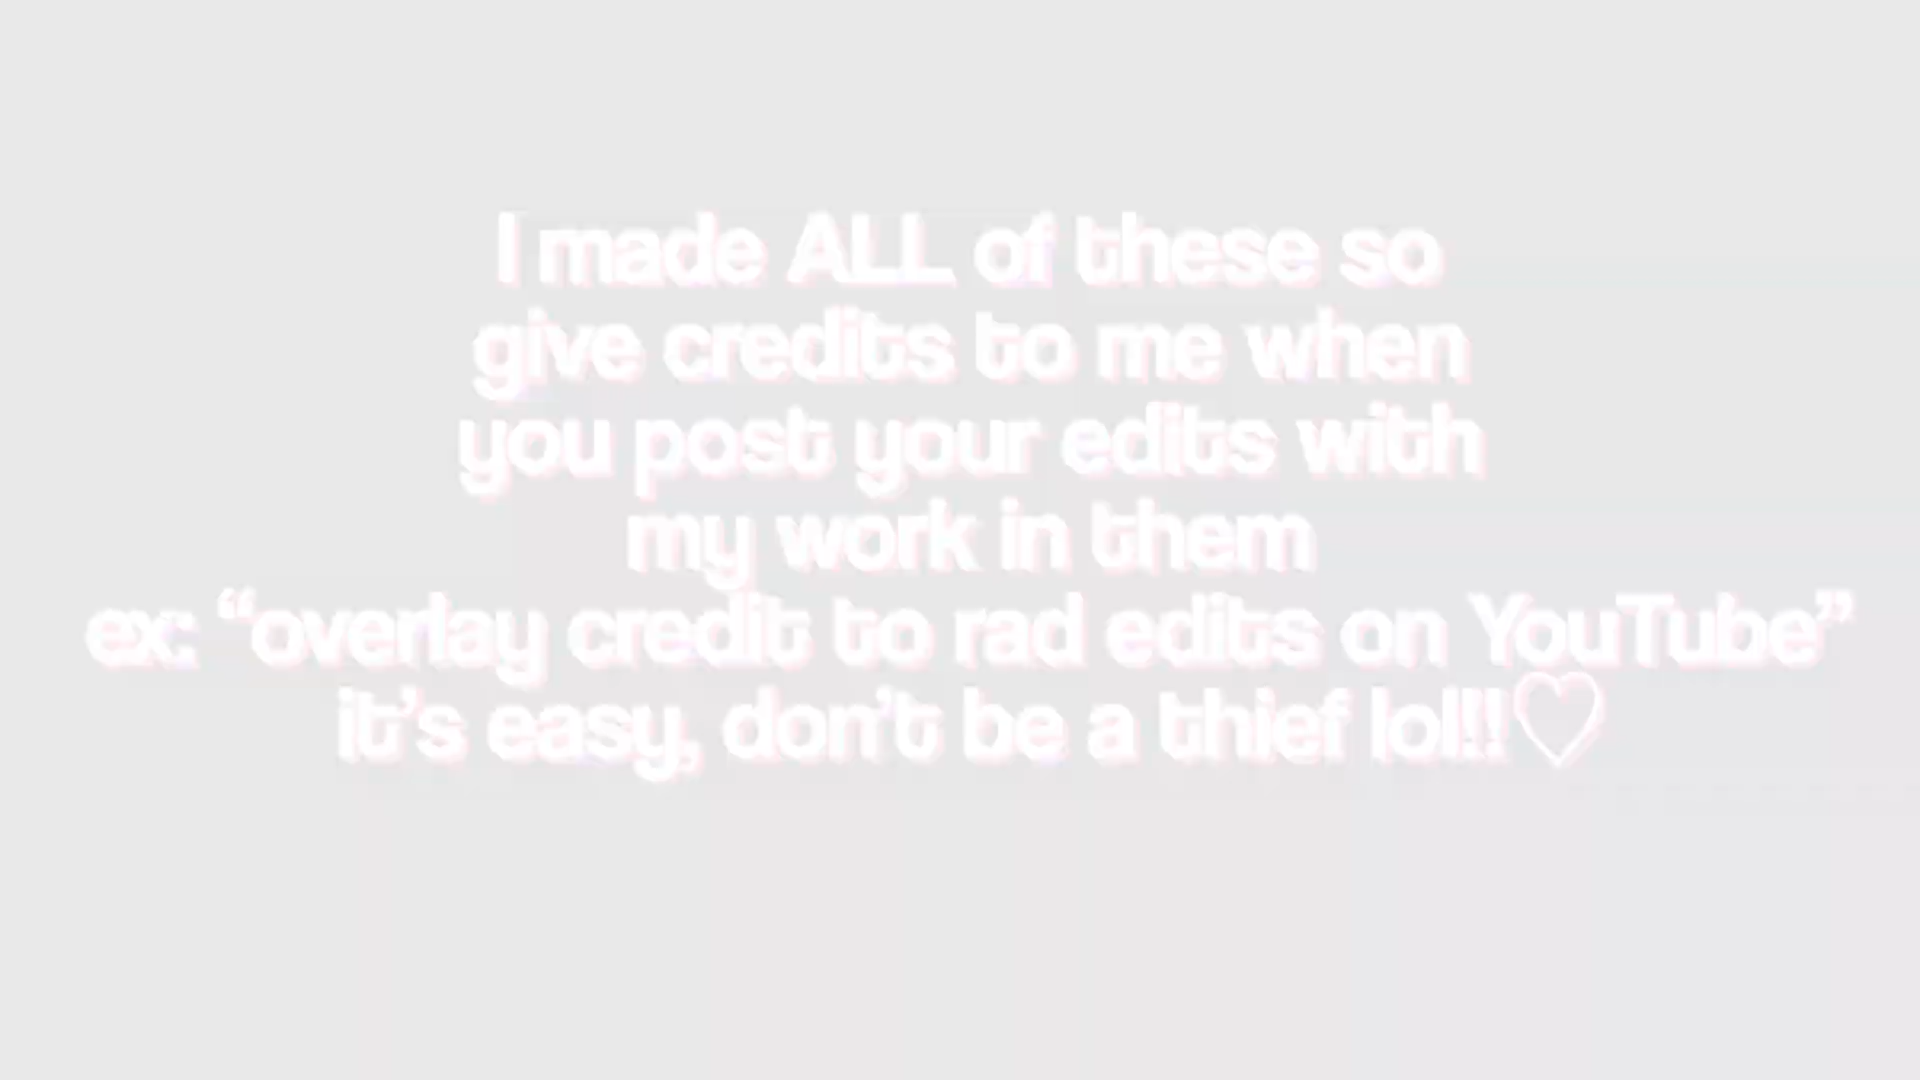 I made ALL of these so
give credits to me when
you post your edits with
my work in them
ex: “overlay credit to rad edits on YouTube”
it’s easy, don’t be a thief lol!!♡